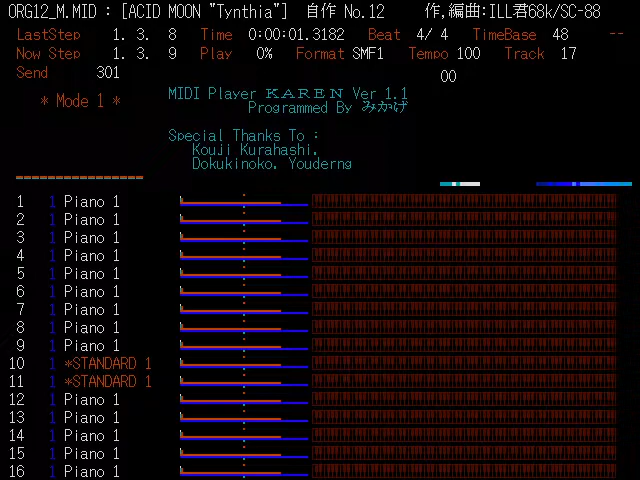 ORG12_M.MID : [ACID MOON "Tynthia"] 自作 No.12 作,編曲:ILL君68k/SC-88
LastStep 1. 3. 8 Time 0:00:01.3182 Beat 4/ 4 TimeBase 48 --
Now Step 1. 3. 9 Play 0% Format SMF1 Tempo 100 Track 17
Send 301 00
* Mode 1 *
MIDI Player KAREN Ver 1.1
Programmed By みかげ
Special Thanks To :
Kouji Kurahashi.
Dokukinoko. Youderng
================
1 1 Piano 1
2 1 Piano 1
3 1 Piano 1
4 1 Piano 1
5 1 Piano 1
6 1 Piano 1
7 1 Piano 1
8 1 Piano 1
9 1 Piano 1
10 1 *STANDARD 1
11 1 *STANDARD 1
12 1 Piano 1
13 1 Piano 1
14 1 Piano 1
15 1 Piano 1
16 1 Piano 1